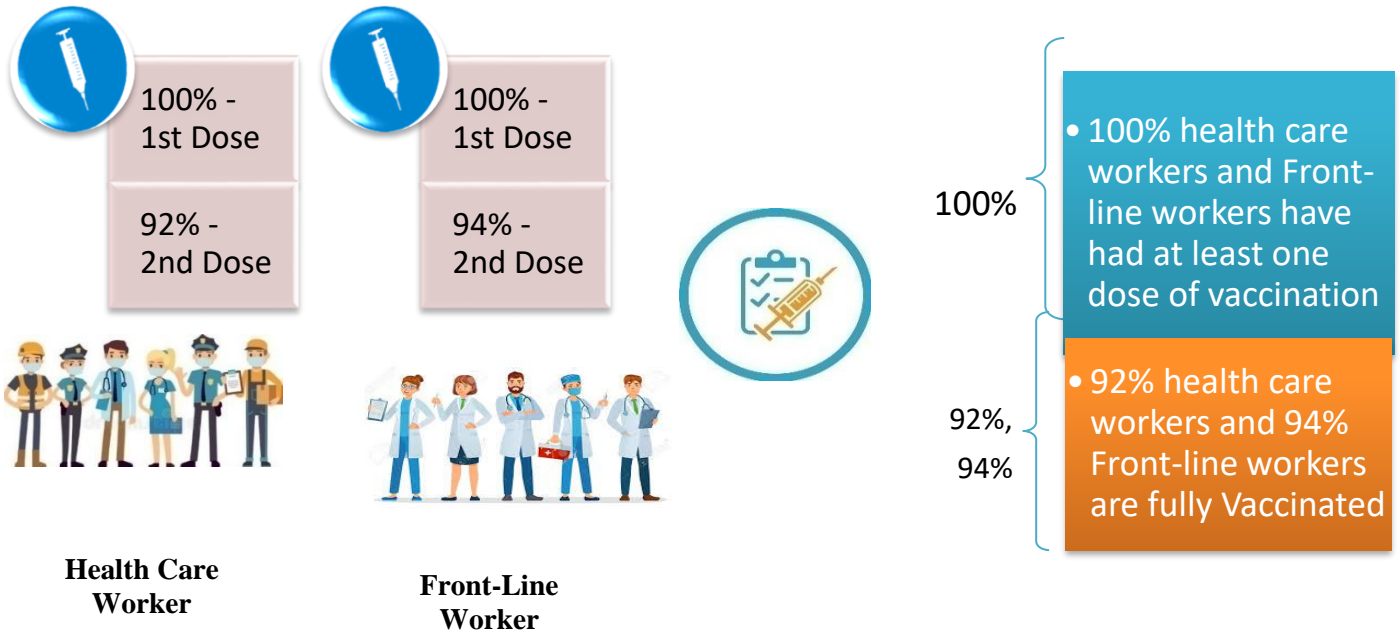 100% -
1st Dose
92% -
2nd Dose
Health Care
Worker
100% -
1st Dose
94% -
2nd Dose
Front-Line
Worker
100%
• 100% health care
workers and Front-
line workers have
had at least one
dose of vaccination
92%,
94%
• 92% health care
workers and 94%
Front-line workers
are fully Vaccinated